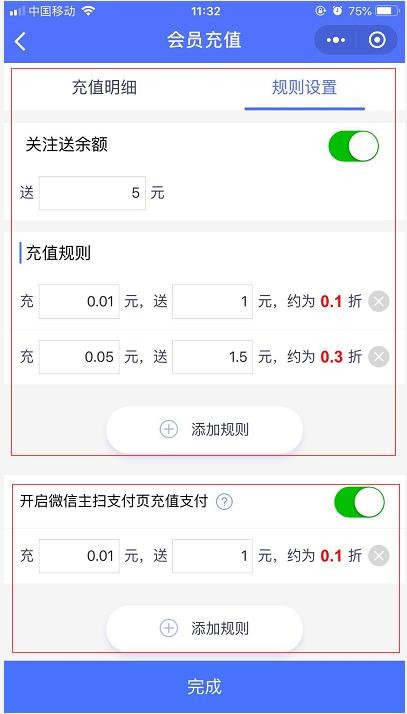 中国移动 11:32 75%
会员充值
充值明细 规则设置
关注送余额
送 5 元
充值规则
充 0.01 元，送 1 元，约为 0.1 折
充 0.05 元，送 1.5 元，约为 0.3 折
添加规则
开启微信主扫支付页充值支付 ?
充 0.01 元，送 1 元，约为 0.1 折
添加规则
完成